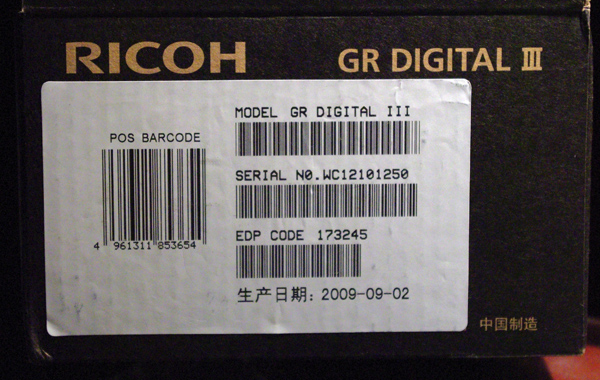 RICOH GR DIGITAL III
MODEL GR DIGITAL III
POS BARCODE
4 961311 853654
SERIAL NO.WC12101250
EDP CODE 173245
生产日期: 2009-09-02
中国制造